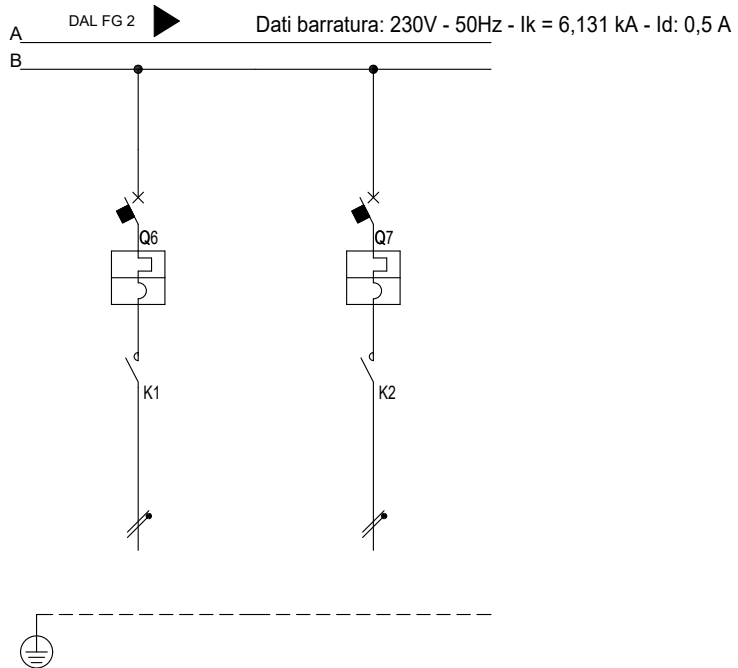 DAL FG 2
Dati barratura: 230V - 50Hz - Ik = 6,131 kA - Id: 0,5 A
A
B
Q6
Q7
K1
K2